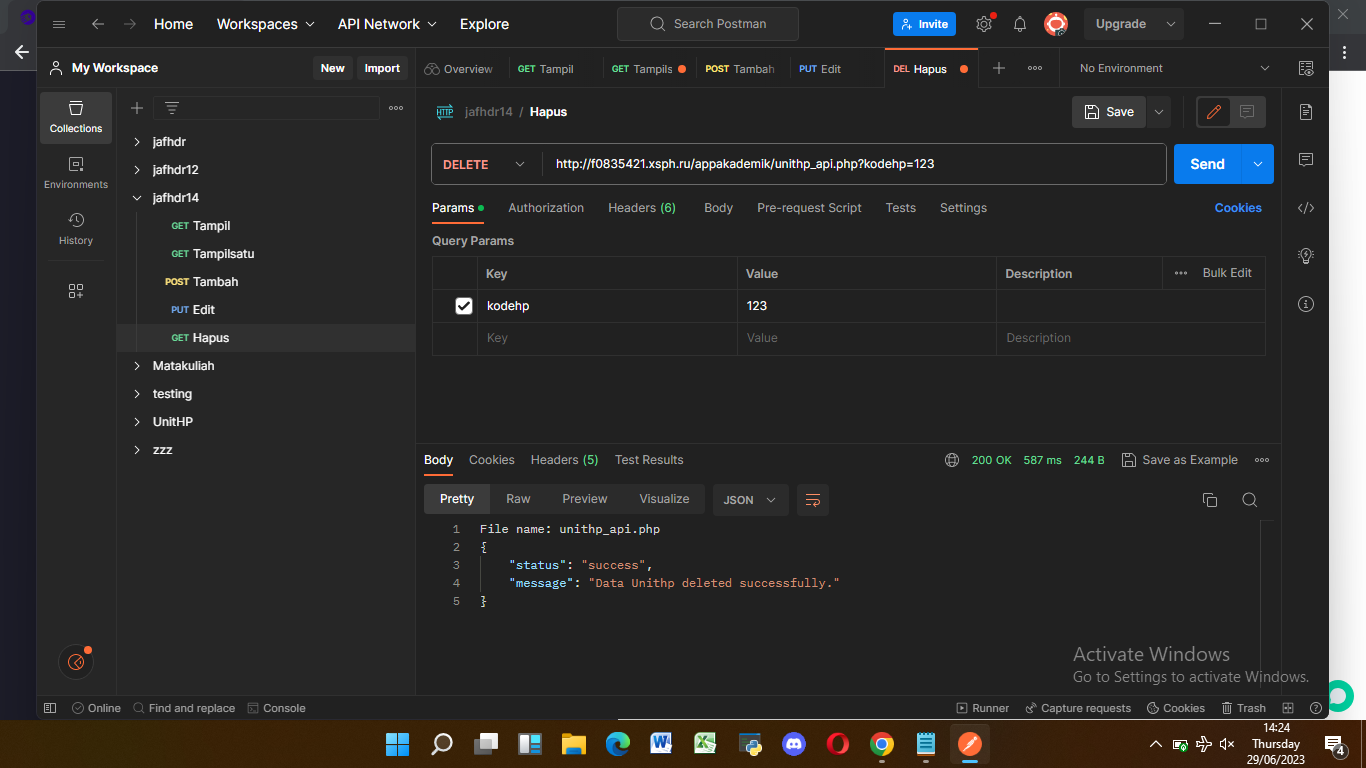 Home
Workspaces
API Network
Explore
Search Postman
Invite
Upgrade
My Workspace
New
Import
Overview
GET Tampil
GET Tampils
POST Tambah
PUT Edit
DEL Hapus
No Environment
Collections
Environments
History
jafhdr
jafhdr12
jafhdr14
GET Tampil
GET Tampilsatu
POST Tambah
PUT Edit
GET Hapus
Matakuliah
testing
UnitHP
zzz
HTTP
jafhdr14 / Hapus
Save
DELETE
http://f0835421.xsph.ru/appakademik/unithp_api.php?kodehp=123
Send
Params
Authorization
Headers (6)
Body
Pre-request Script
Tests
Settings
Cookies
Query Params
Key
Value
Description
Bulk Edit
kodehp
123
Key
Value
Description
Body
Cookies
Headers (5)
Test Results
200 OK
587 ms
244 B
Save as Example
Pretty
Raw
Preview
Visualize
JSON
1 File name: unithp_api.php
2 {
3 "status": "success",
4 "message": "Data Unithp deleted successfully."
5 }
Activate Windows
Go to Settings to activate Windows.
Online
Find and replace
Console
Runner
Capture requests
Cookies
Trash
14:24
Thursday
29/06/2023
4